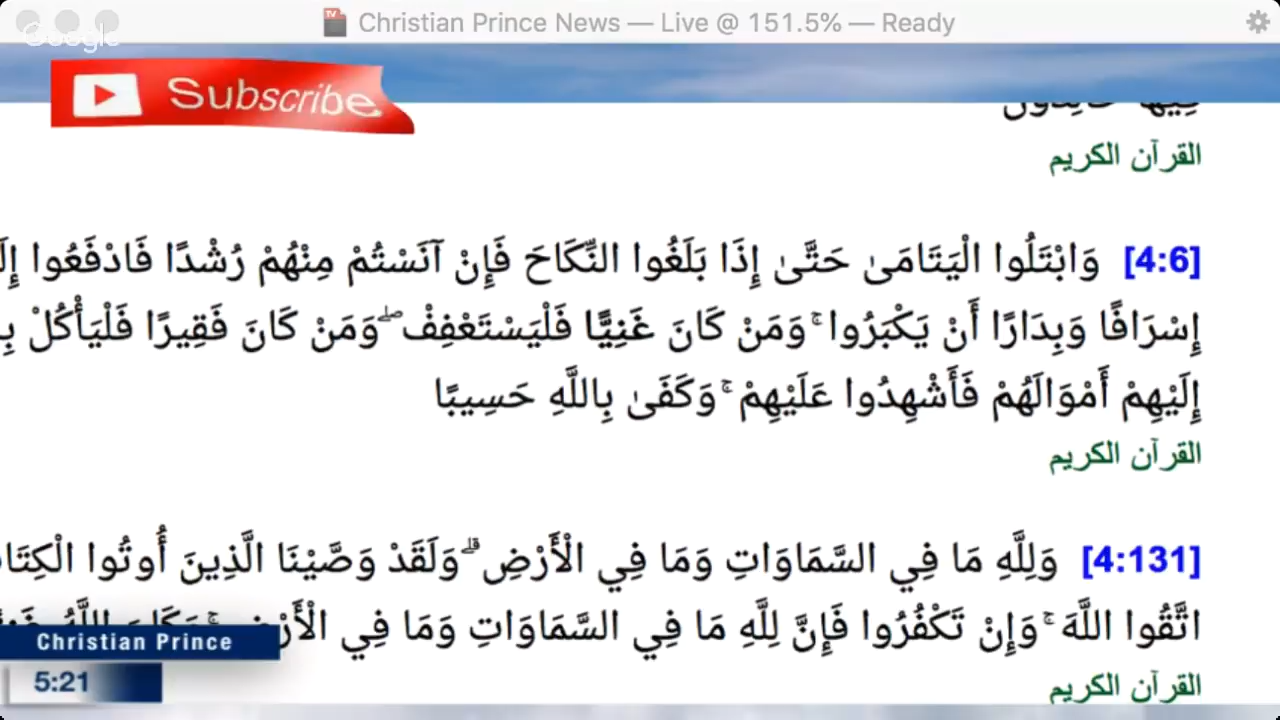 Christian Prince News — Live @ 151.5% — Ready
Google
Subscribe
القرآن الكريم
[4:6] وَابْتَلُوا الْيَتَامَىٰ حَتَّىٰ إِذَا بَلَغُوا النِّكَاحَ فَإِنْ آنَسْتُمْ مِنْهُمْ رُشْدًا فَادْفَعُوا
إِسْرَافًا وَبِدَارًا أَنْ يَكْبَرُوا ۚ وَمَنْ كَانَ غَنِيًّا فَلْيَسْتَعْفِفْ ۖ وَمَنْ كَانَ فَقِيرًا فَلْيَأْكُلْ
إِلَيْهِمْ أَمْوَالَهُمْ فَأَشْهِدُوا عَلَيْهِمْ ۚ وَكَفَىٰ بِاللَّهِ حَسِيبًا
القرآن الكريم
[4:131] وَلِلَّهِ مَا فِي السَّمَاوَاتِ وَمَا فِي الْأَرْضِ ۗ وَلَقَدْ وَصَّيْنَا الَّذِينَ أُوتُوا
اتَّقُوا اللَّهَ ۚ وَإِنْ تَكْفُرُوا فَإِنَّ لِلَّهِ مَا فِي السَّمَاوَاتِ وَمَا فِي
Christian Prince
5:21
القرآن الكريم